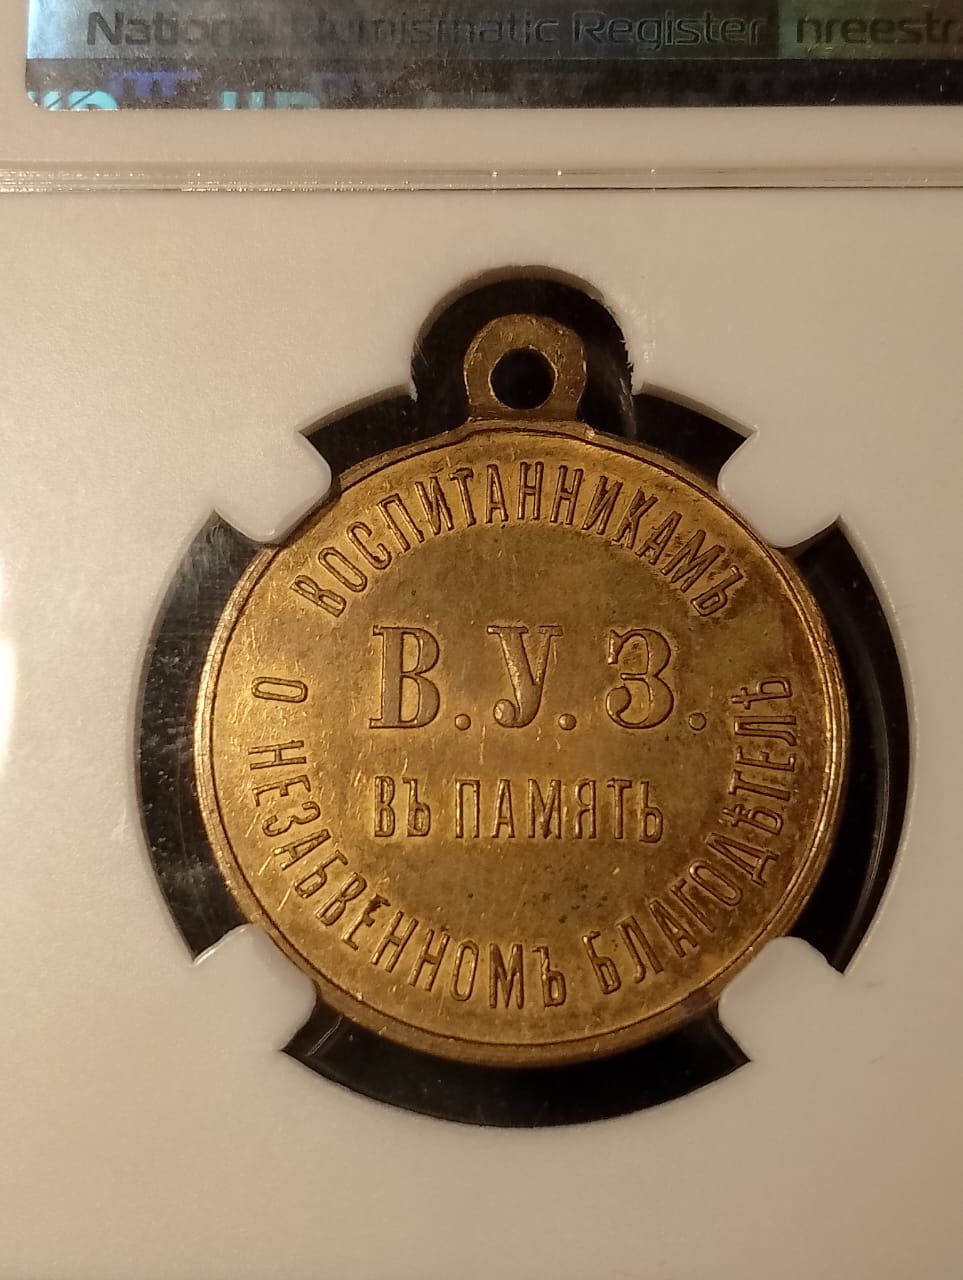 National Numismatic Register nreestr.
ВОСПИТАННИКАМЪ
В.У.З.
ВЪ ПАМЯТЬ
О НЕЗАБВЕННОМЪ БЛАГОДѢТЕЛѢ